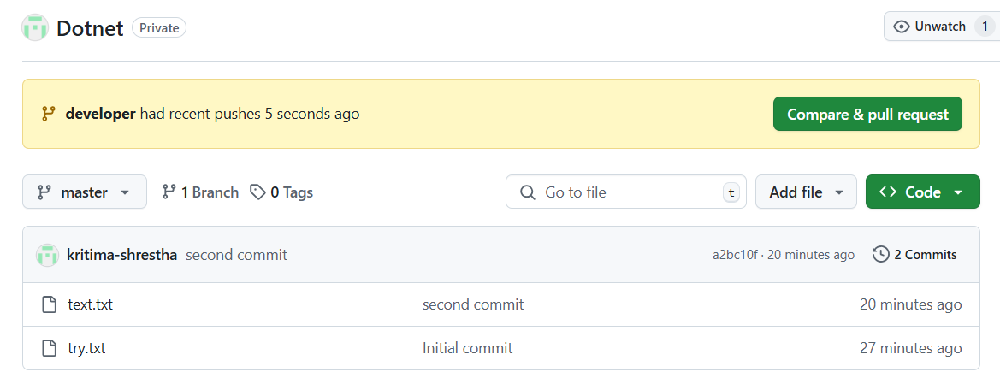 Dotnet Private Unwatch 1
developer had recent pushes 5 seconds ago Compare & pull request
master 1 Branch 0 Tags Go to file t Add file <> Code
kritima-shrestha second commit a2bc10f · 20 minutes ago 2 Commits
text.txt second commit 20 minutes ago
try.txt Initial commit 27 minutes ago